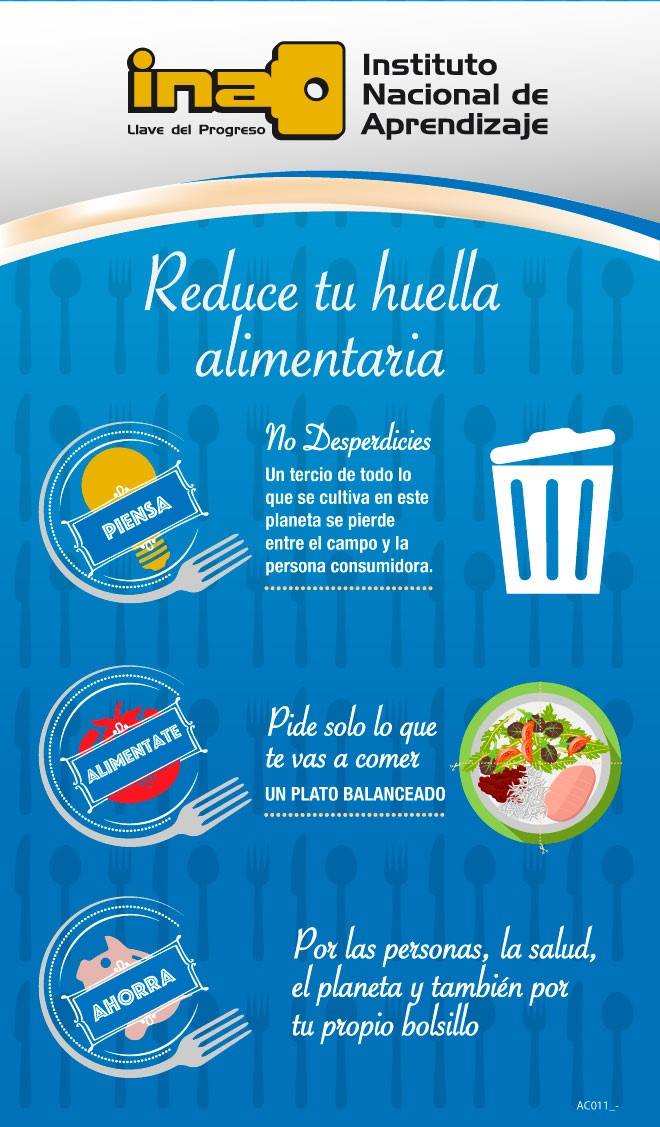 ina
Llave del Progreso
Instituto
Nacional de
Aprendizaje
Reduce tu huella
alimentaria
PIENSA
No Desperdicies
Un tercio de todo lo
que se cultiva en este
planeta se pierde
entre el campo y la
persona consumidora.
ALIMENTATE
Pide solo lo que
te vas a comer
UN PLATO BALANCEADO
AHORRA
Por las personas, la salud,
el planeta y también por
tu propio bolsillo
AC011_-